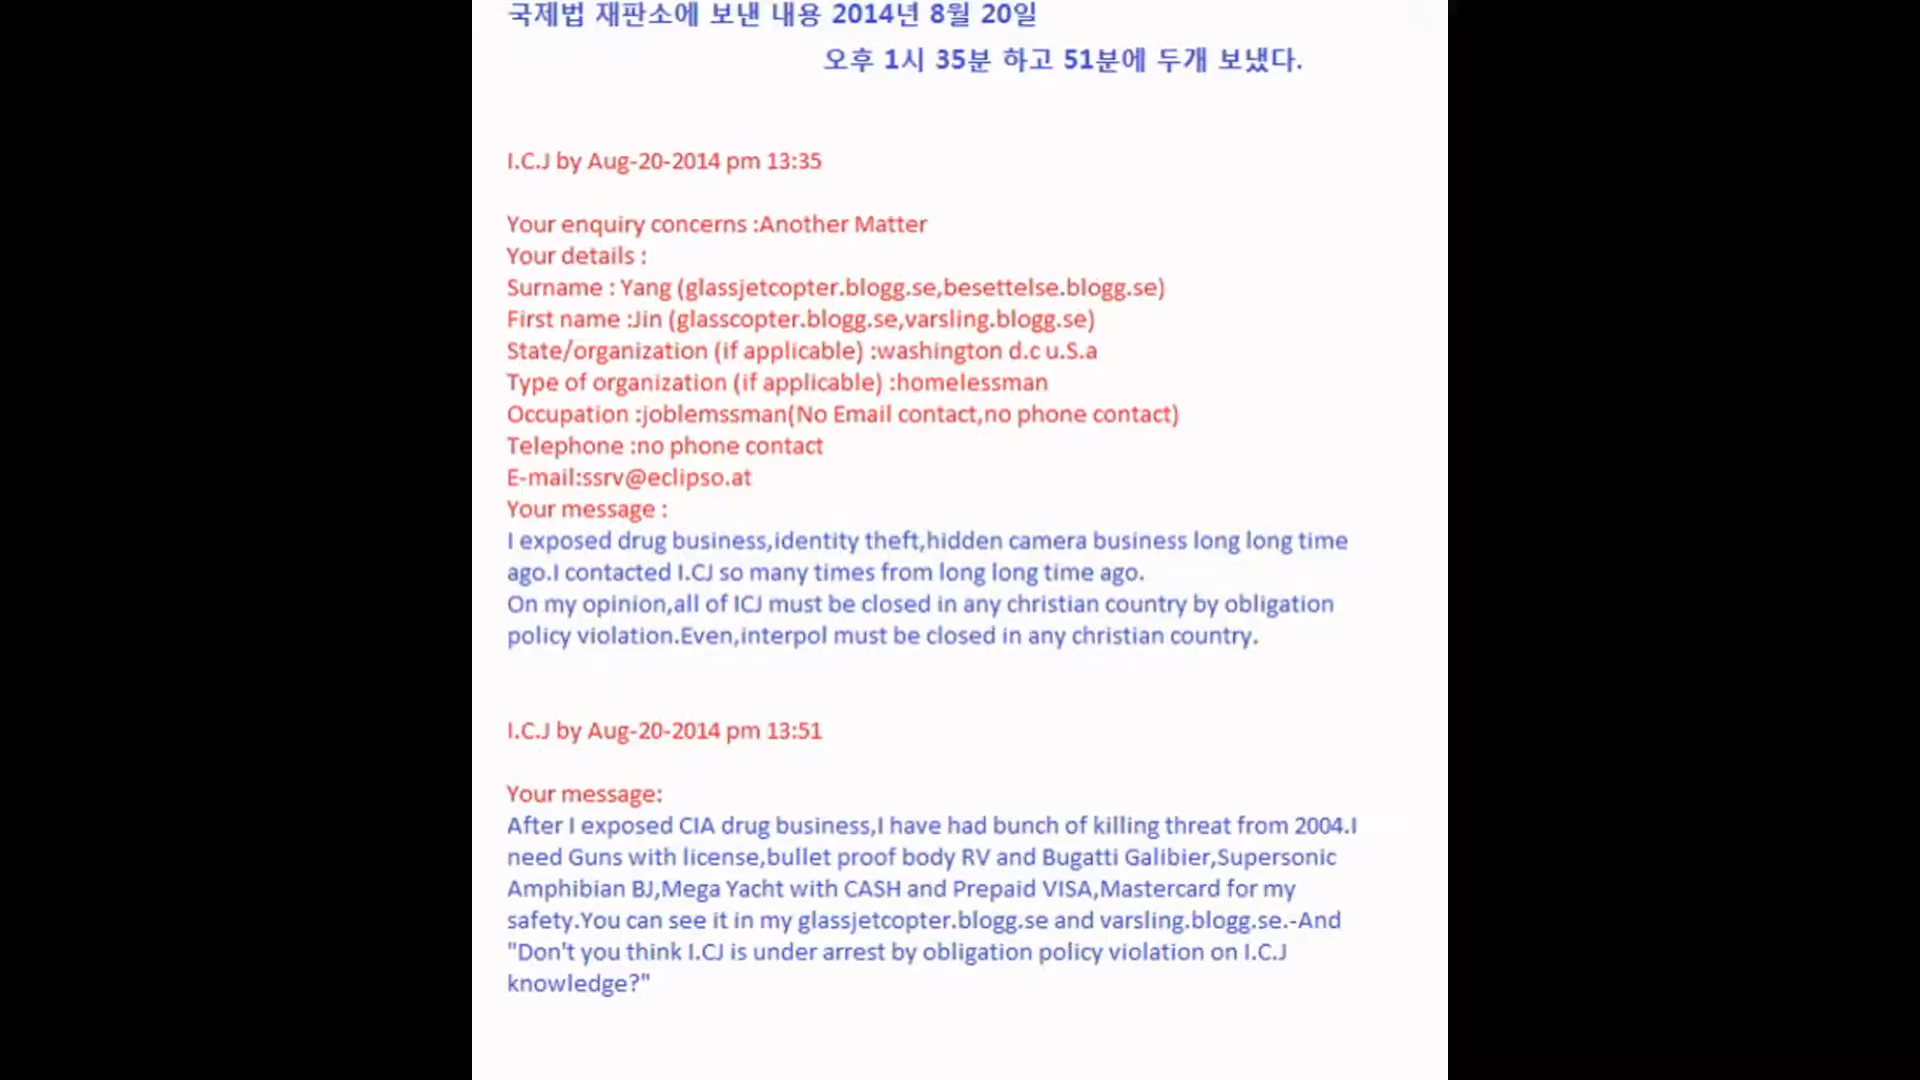 국제법 재판소에 보낸 내용 2014년 8월 20일
오후 1시 35분 하고 51분에 두개 보냈다.
I.C.J by Aug-20-2014 pm 13:35
Your enquiry concerns :Another Matter
Your details :
Surname : Yang (glassjetcopter.blogg.se,besettelse.blogg.se)
First name :Jin (glasscopter.blogg.se,varsling.blogg.se)
State/organization (if applicable) :washington d.c u.S.a
Type of organization (if applicable) :homelessman
Occupation :joblemssman(No Email contact,no phone contact)
Telephone :no phone contact
E-mail:ssrv@eclipso.at
Your message :
I exposed drug business,identity theft,hidden camera business long long time
ago.I contacted I.CJ so many times from long long time ago.
On my opinion,all of ICJ must be closed in any christian country by obligation
policy violation.Even,interpol must be closed in any christian country.
I.C.J by Aug-20-2014 pm 13:51
Your message:
After I exposed CIA drug business,I have had bunch of killing threat from 2004.I
need Guns with license,bullet proof body RV and Bugatti Galibier,Supersonic
Amphibian BJ,Mega Yacht with CASH and Prepaid VISA,Mastercard for my
safety.You can see it in my glassjetcopter.blogg.se and varsling.blogg.se.-And
"Don't you think I.CJ is under arrest by obligation policy violation on I.C.J
knowledge?"